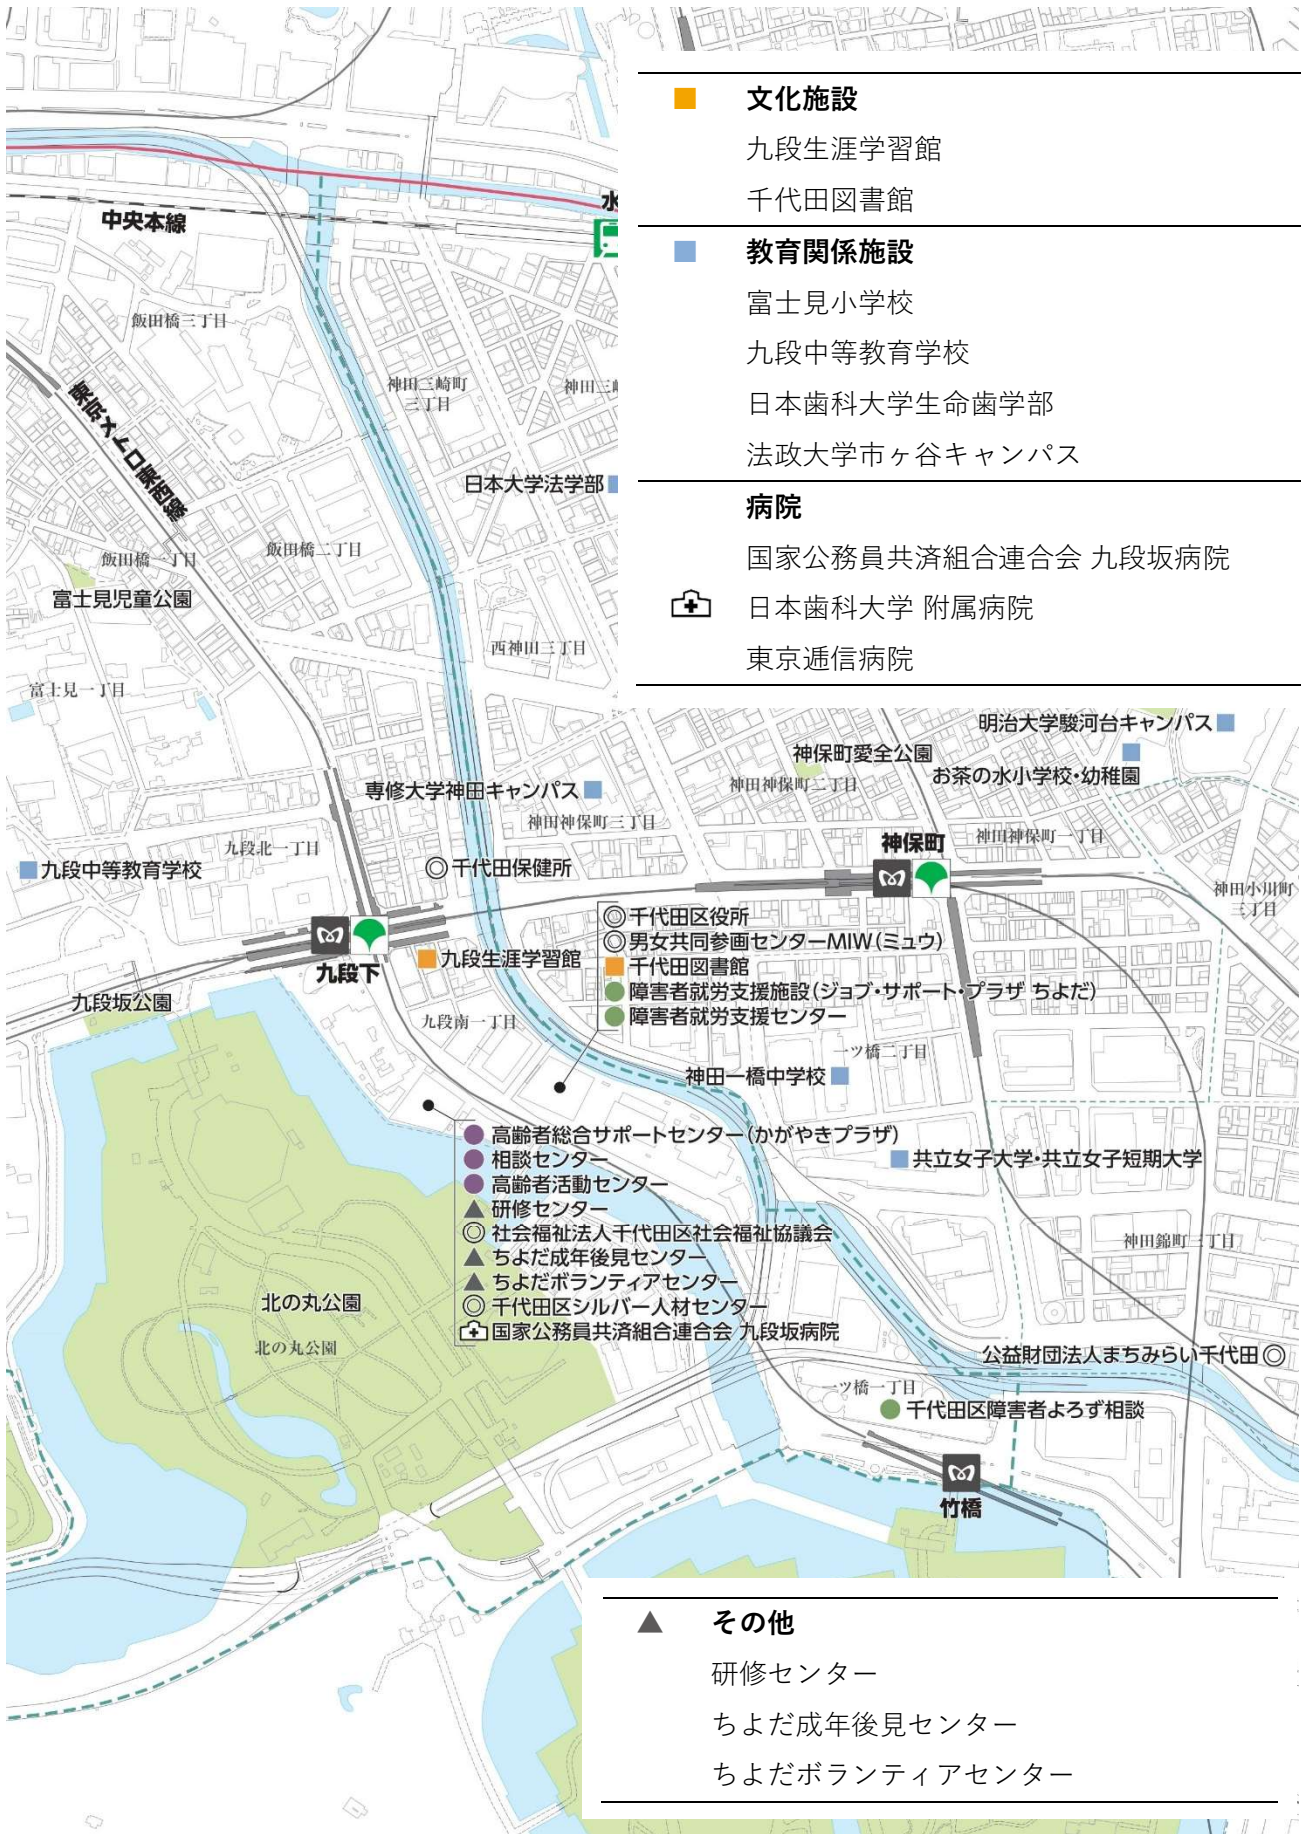 文化施設
九段生涯学習館
千代田図書館
教育関係施設
富士見小学校
九段中等教育学校
日本歯科大学生命歯学部
法政大学市ヶ谷キャンパス
病院
国家公務員共済組合連合会 九段坂病院
日本歯科大学 附属病院
東京逓信病院
水
中央本線
飯田橋三丁目
神田三崎町
三丁目
神田三崎
東京メトロ東西線
日本大学法学部
飯田橋一丁目
飯田橋二丁目
富士見児童公園
西神田三丁目
富士見一丁目
明治大学駿河台キャンパス
神保町愛全公園
お茶の水小学校・幼稚園
神田神保町二丁目
専修大学神田キャンパス
神田神保町三丁目
神田神保町一丁目
神保町
九段北一丁目
九段中等教育学校
◎千代田保健所
神田小川町
三丁目
◎千代田区役所
◎男女共同参画センターMIW(ミュウ)
千代田図書館
障害者就労支援施設(ジョブ・サポート・プラザ ちよだ)
障害者就労支援センター
九段生涯学習館
九段下
九段坂公園
九段南一丁目
一ツ橋二丁目
神田一橋中学校
高齢者総合サポートセンター(かがやきプラザ)
相談センター
高齢者活動センター
▲研修センター
◎社会福祉法人千代田区社会福祉協議会
▲ちよだ成年後見センター
▲ちよだボランティアセンター
◎千代田区シルバー人材センター
国家公務員共済組合連合会 九段坂病院
共立女子大学・共立女子短期大学
神田錦町三丁目
北の丸公園
北の丸公園
公益財団法人まちみらい千代田◎
一ツ橋一丁目
千代田区障害者よろず相談
竹橋
▲ その他
研修センター
ちよだ成年後見センター
ちよだボランティアセンター